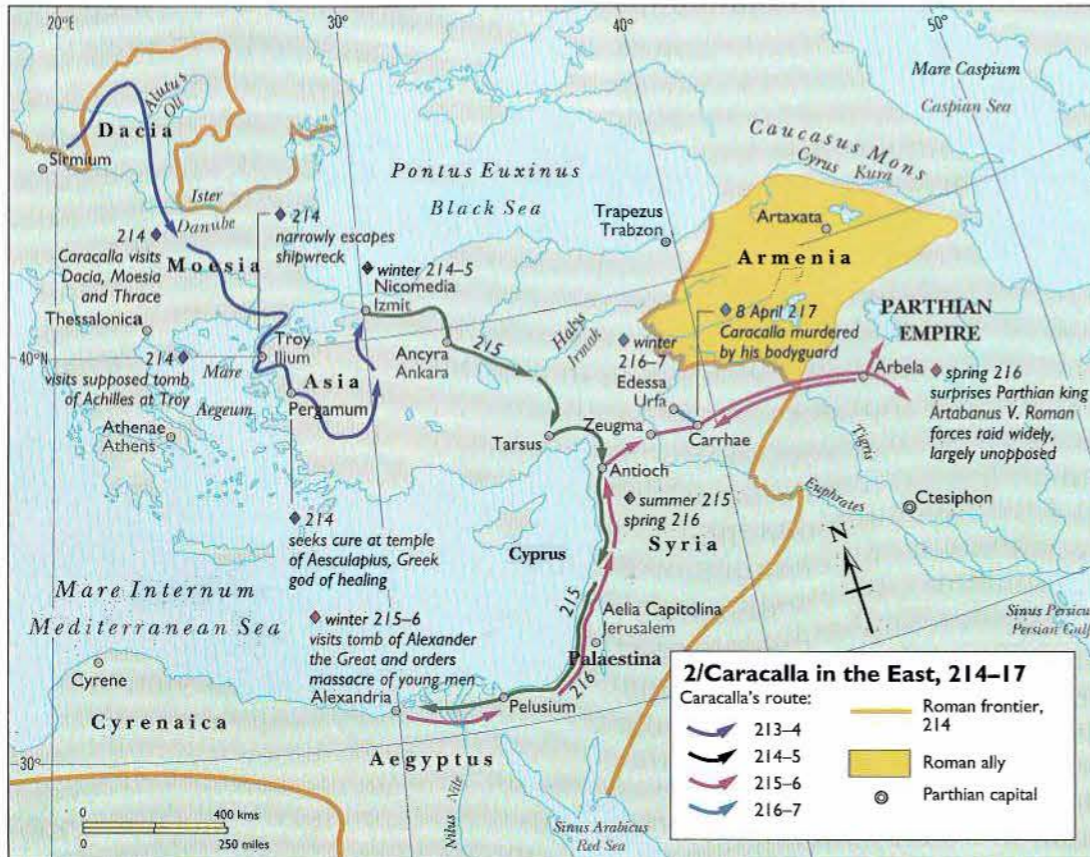 20°
30°
40°
50°
Mare Caspium
Caspian Sea
Alutus
Olt
Dacia
Sirmium
Ister
Danube
Pontus Euxinus
Black Sea
Caucasus Mons
Cyrus Kura
Trapezus
Trabzon
Artaxata
Armenia
214
Caracalla visits
Dacia, Moesia
and Thrace
Moesia
214
narrowly escapes
shipwreck
winter 214–5
Nicomedia
Izmit
Thessalonica
40°N
214
visits supposed tomb
of Achilles at Troy
Troy
Ilium
Mare
Aegeum
Asia
Pergamum
Athenae
Athens
Ancyra
Ankara
215
Halys
Irmak
winter
216–7
Edessa
Urfa
8 April 217
Caracalla murdered
by his bodyguard
PARTHIAN
EMPIRE
Arbela
spring 216
surprises Parthian king
Artabanus V. Roman
forces raid widely,
largely unopposed
Zeugma
Carrhae
Tarsus
Antioch
Tigris
Euphrates
Ctesiphon
214
seeks cure at temple
of Aesculapius, Greek
god of healing
summer 215
spring 216
Cyprus
Syria
N
215
216
Mare Internum
Mediterranean Sea
winter 215–6
visits tomb of Alexander
the Great and orders
massacre of young men
Alexandria
Aelia Capitolina
Jerusalem
Palaestina
Pelusium
Sinus Persicu
Persian Gulf
Cyrene
Cyrenaica
Aegyptus
30°
Nilus Nile
Sinus Arabicus
Red Sea
0 400 kms
0 250 miles
2/Caracalla in the East, 214–17
Caracalla's route:
213–4
214–5
215–6
216–7
Roman frontier,
214
Roman ally
Parthian capital